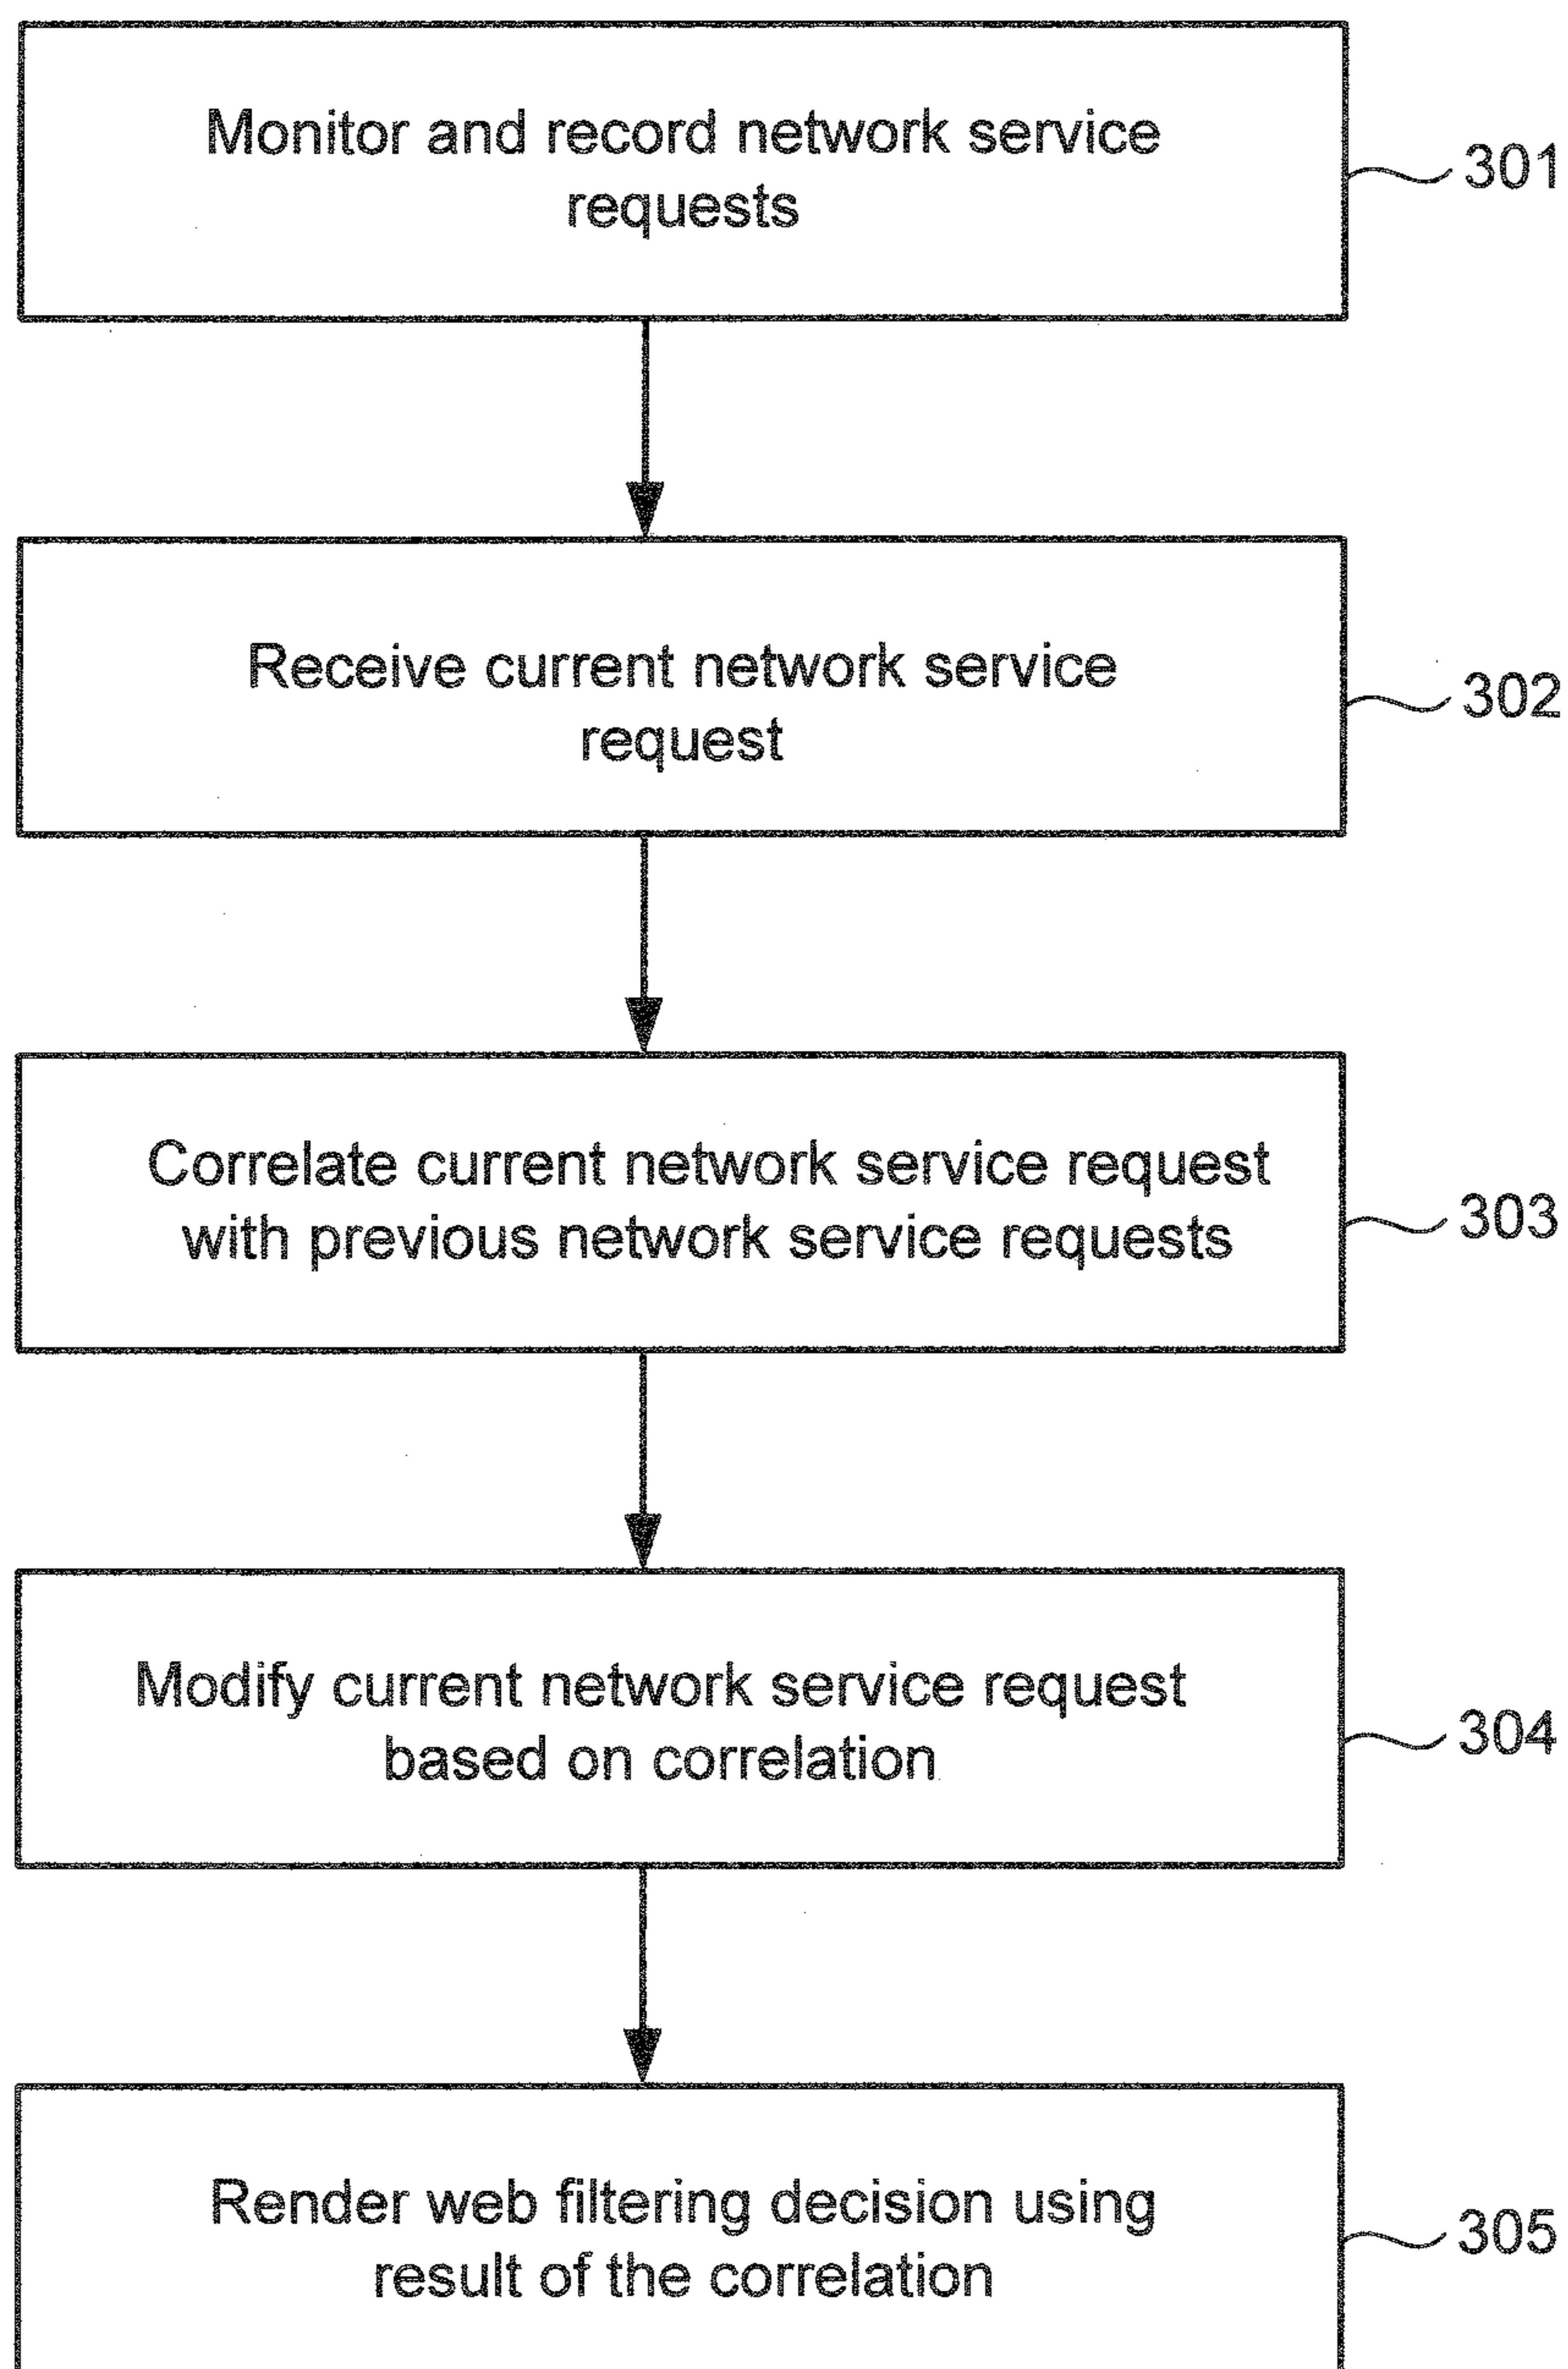 Monitor and record network service
requests
301
Receive current network service
request
302
Correlate current network service request
with previous network service requests
303
Modify current network service request
based on correlation
304
Render web filtering decision using
result of the correlation
305